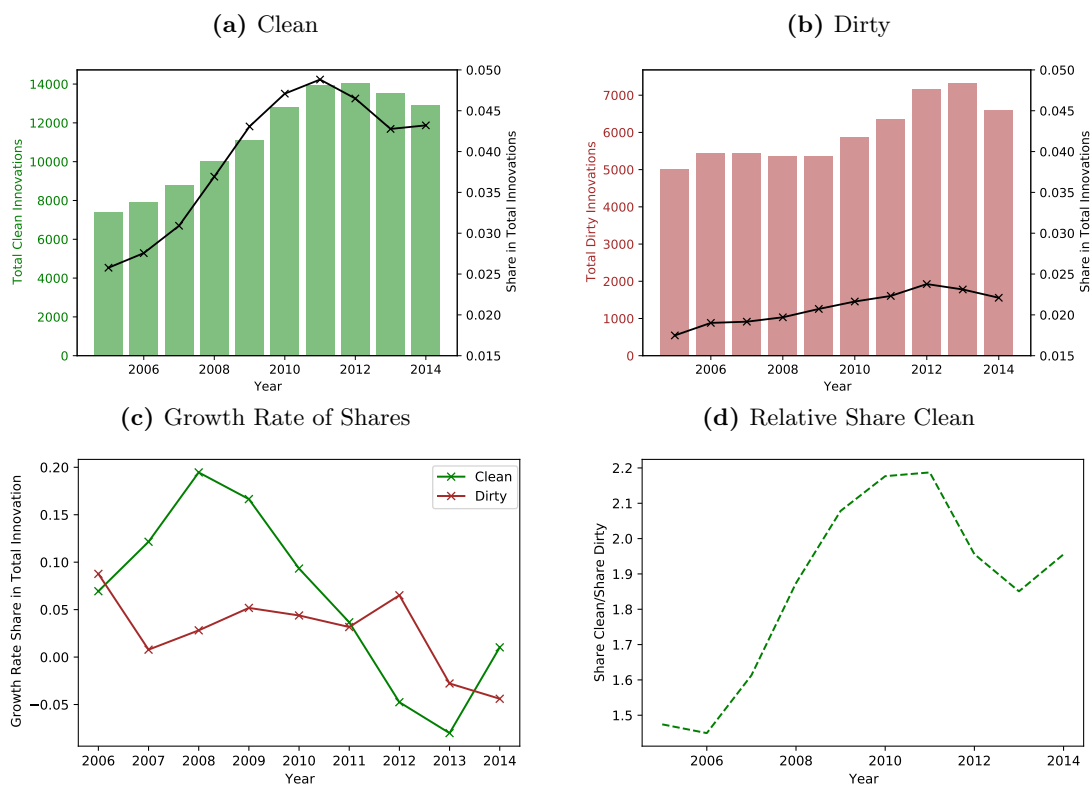 (a) Clean
14000
12000
10000
8000
6000
4000
2000
0
Total Clean Innovations
0.050
0.045
0.040
0.035
0.030
0.025
0.020
0.015
Share in Total Innovations
2006 2008 2010 2012 2014
Year
(b) Dirty
7000
6000
5000
4000
3000
2000
1000
0
Total Dirty Innovations
0.050
0.045
0.040
0.035
0.030
0.025
0.020
0.015
Share in Total Innovations
2006 2008 2010 2012 2014
Year
(c) Growth Rate of Shares
0.20
0.15
0.10
0.05
0.00
−0.05
Growth Rate Share in Total Innovation
Clean
Dirty
2006 2007 2008 2009 2010 2011 2012 2013 2014
Year
(d) Relative Share Clean
2.2
2.1
2.0
1.9
1.8
1.7
1.6
1.5
Share Clean/Share Dirty
2006 2008 2010 2012 2014
Year